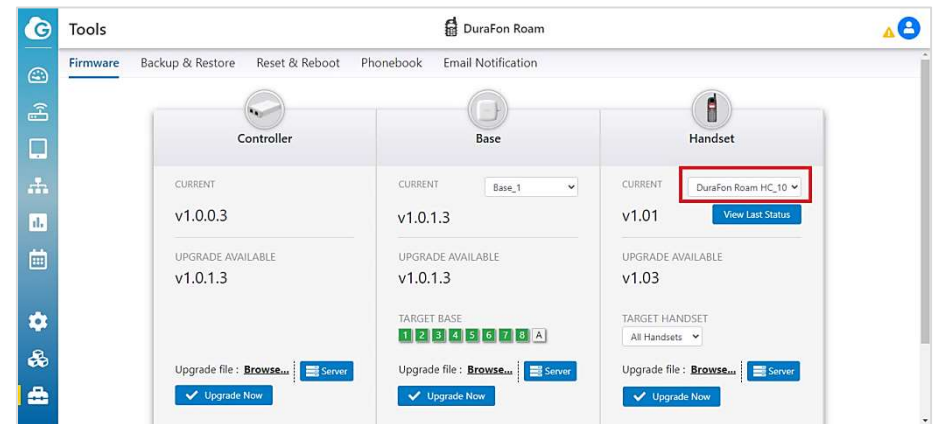 Tools
DuraFon Roam
Firmware Backup & Restore Reset & Reboot Phonebook Email Notification
Controller Base Handset
CURRENT
v1.0.0.3
UPGRADE AVAILABLE
v1.0.1.3
Upgrade file : Browse... Server
Upgrade Now
CURRENT Base_1
v1.0.1.3
UPGRADE AVAILABLE
v1.0.1.3
TARGET BASE
1 2 3 4 5 6 7 8 A
Upgrade file : Browse... Server
Upgrade Now
CURRENT DuraFon Roam HC_10
v1.01 View Last Status
UPGRADE AVAILABLE
v1.03
TARGET HANDSET
All Handsets
Upgrade file : Browse... Server
Upgrade Now